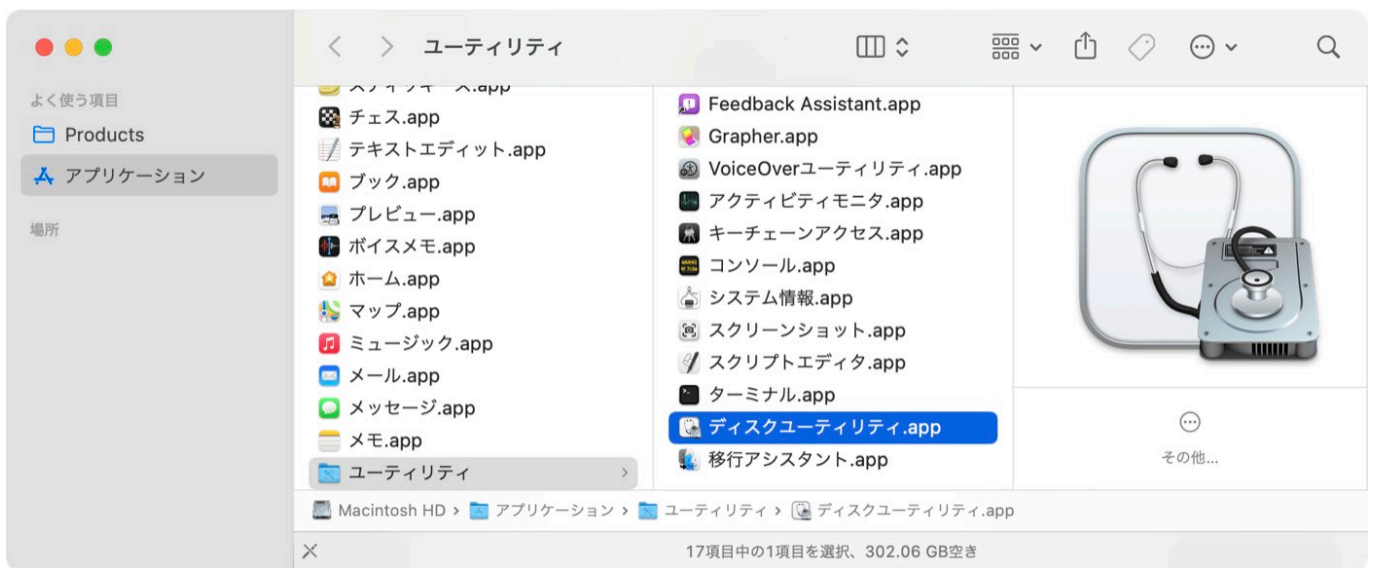 ユーティリティ
よく使う項目
Products
アプリケーション
場所
チェス.app
テキストエディット.app
ブック.app
プレビュー.app
ボイスメモ.app
ホーム.app
マップ.app
ミュージック.app
メール.app
メッセージ.app
メモ.app
ユーティリティ
Feedback Assistant.app
Grapher.app
VoiceOverユーティリティ.app
アクティビティモニタ.app
キーチェーンアクセス.app
コンソール.app
システム情報.app
スクリーンショット.app
スクリプトエディタ.app
ターミナル.app
ディスクユーティリティ.app
移行アシスタント.app
その他...
Macintosh HD › アプリケーション › ユーティリティ › ディスクユーティリティ.app
17項目中の1項目を選択、302.06 GB空き